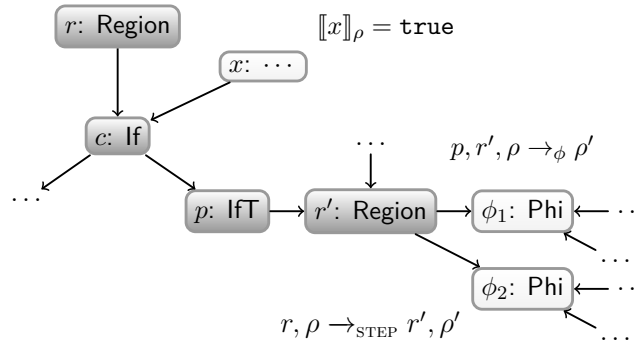 r: Region
⟦x⟧ρ = true
x: ⋯
c: If
…
p, r′, ρ →ϕ ρ′
…
p: IfT
r′: Region
ϕ₁: Phi
…
…
ϕ₂: Phi
…
r, ρ →STEP r′, ρ′
…